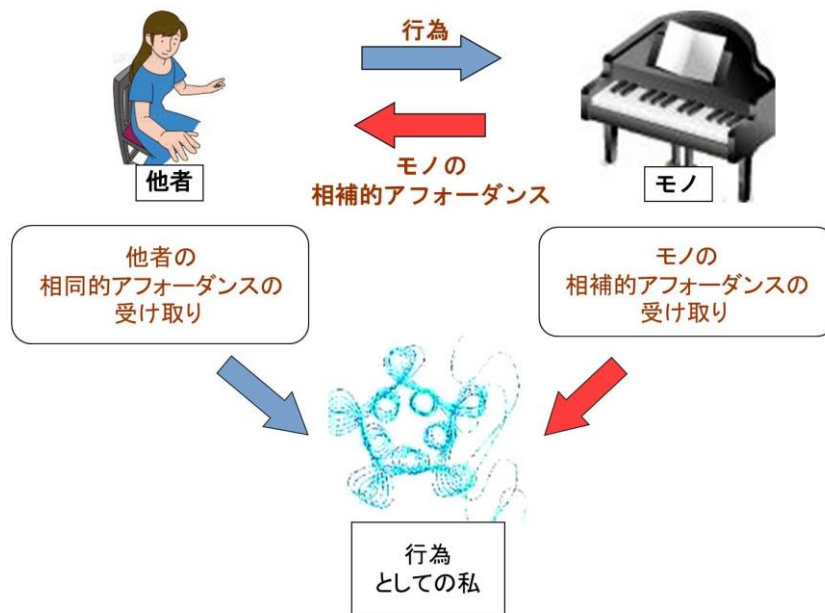 行為
モノの
相補的アフォーダンス
他者
モノ
他者の
相同的アフォーダンスの
受け取り
モノの
相補的アフォーダンスの
受け取り
行為
としての私